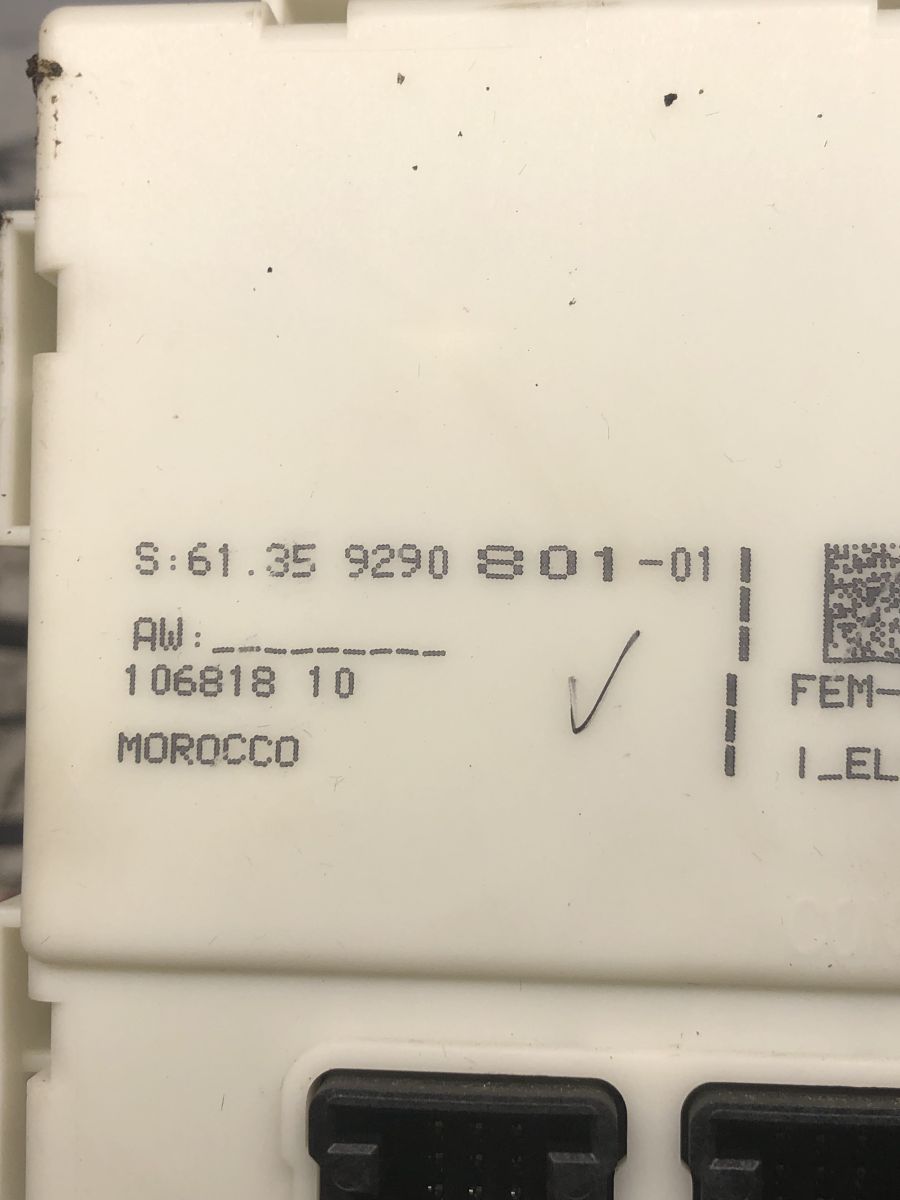 S:61.35 9290 801-01
AW:_ _ _ _ _ _ _ _ _
106818 10
MOROCCO
FEM-
I_EL